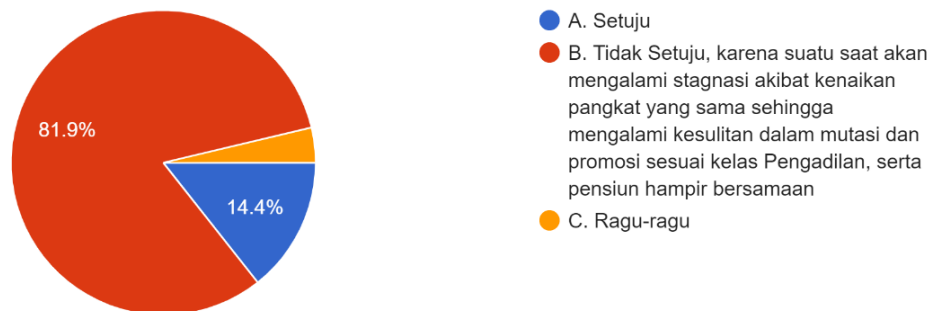 A. Setuju
B. Tidak Setuju, karena suatu saat akan
mengalami stagnasi akibat kenaikan
pangkat yang sama sehingga
mengalami kesulitan dalam mutasi dan
promosi sesuai kelas Pengadilan, serta
pensiun hampir bersamaan
C. Ragu-ragu
81.9%
14.4%